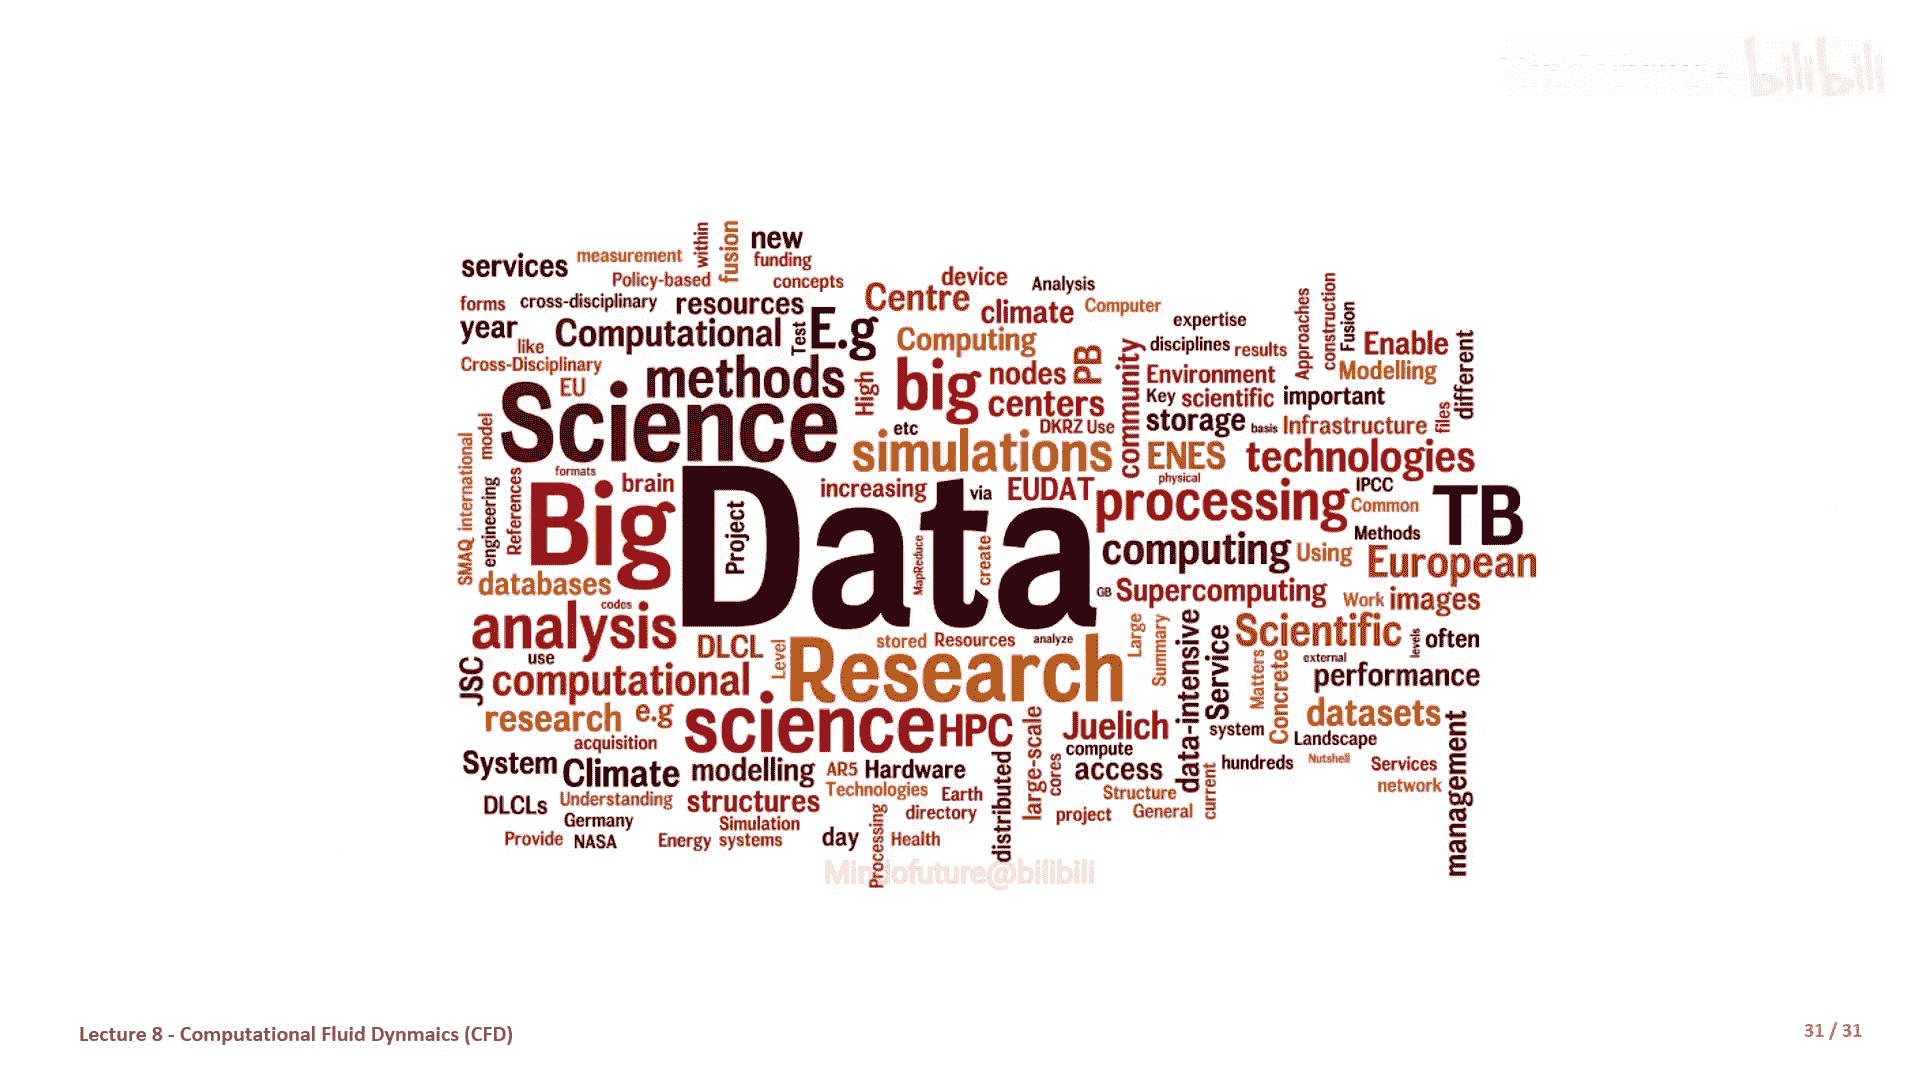 bilibili
within
fusion
new
services
measurement
funding
Policy-based
concepts
device
Analysis
forms
cross-disciplinary
resources
Centre
climate
Computer
year
Computational
Test
E.g
expertise
Approaches
construction
Fusion
like
Computing
disciplines
results
Enable
different
Cross-Disciplinary
methods
High
big
nodes
PB
community
Environment
Modelling
EU
centers
Key
scientific
important
Science
etc
DKRZ
Use
storage
basis
Infrastructure
files
model
simulations
ENES
technologies
international
formats
brain
increasing
via
EUDAT
physical
IPCC
engineering
References
Big
Data
Project
processing
Common
TB
SMAQ
MapReduce
create
computing
Using
Methods
European
databases
codes
GB
Supercomputing
Work
images
analysis
DLCL
Level
stored
Resources
analyze
Large
Summary
data-intensive
Service
Scientific
levels
often
use
JSC
computational
Research
Matters
Concrete
external
performance
research
e.g
science
HPC
large-scale
Juelich
system
datasets
acquisition
compute
Landscape
management
System
Climate
modelling
AR5
Hardware
distributed
cores
access
current
hundreds
Nutshell
Services
DLCLs
Understanding
structures
Technologies
Earth
Structure
network
Germany
Simulation
Processing
directory
project
General
Provide
NASA
Energy
systems
day
Health
Mindofuture@bilibili
Lecture 8 - Computational Fluid Dynmaics (CFD)
31 / 31